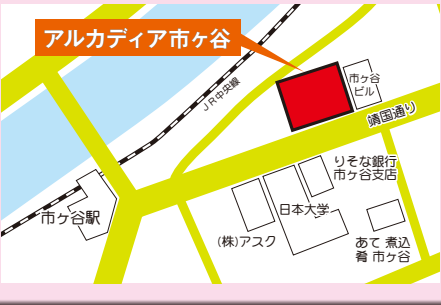 アルカディア市ヶ谷
市ヶ谷
ビル
JR中央線
靖国通り
りそな銀行
市ヶ谷支店
市ヶ谷駅
日本大学
(株)アスク
あて 煮込
肴 市ヶ谷